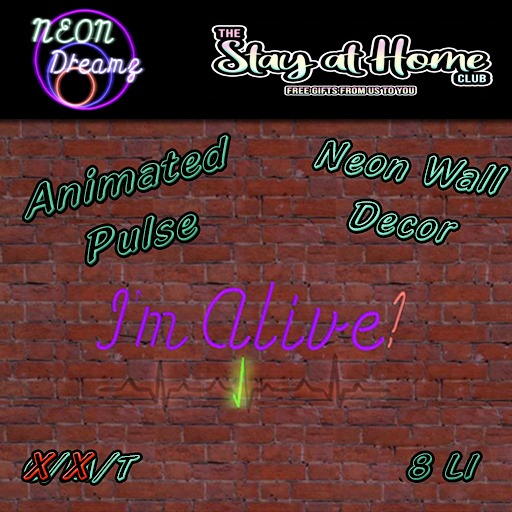 NEON
Dreamz
THE
Stay at Home
CLUB
FREE GIFTS FROM US TO YOU
Animated
Pulse
Neon Wall
Decor
I'm Alive?
X/X/T
8 LI